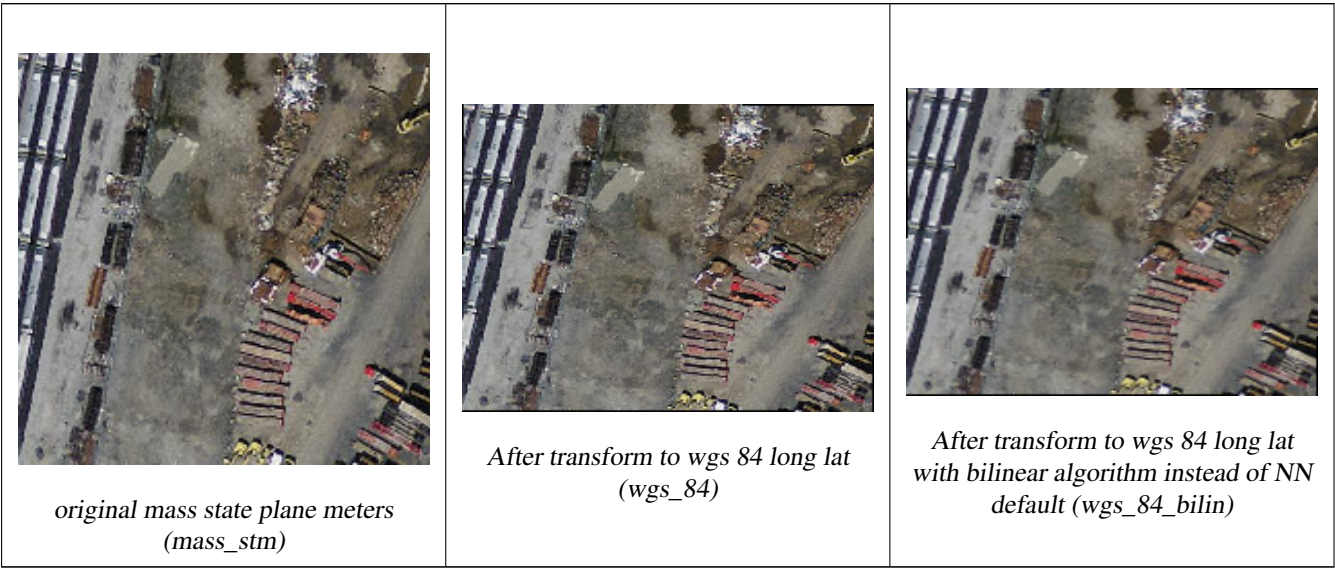 original mass state plane meters
(mass_stm)
After transform to wgs 84 long lat
(wgs_84)
After transform to wgs 84 long lat
with bilinear algorithm instead of NN
default (wgs_84_bilin)